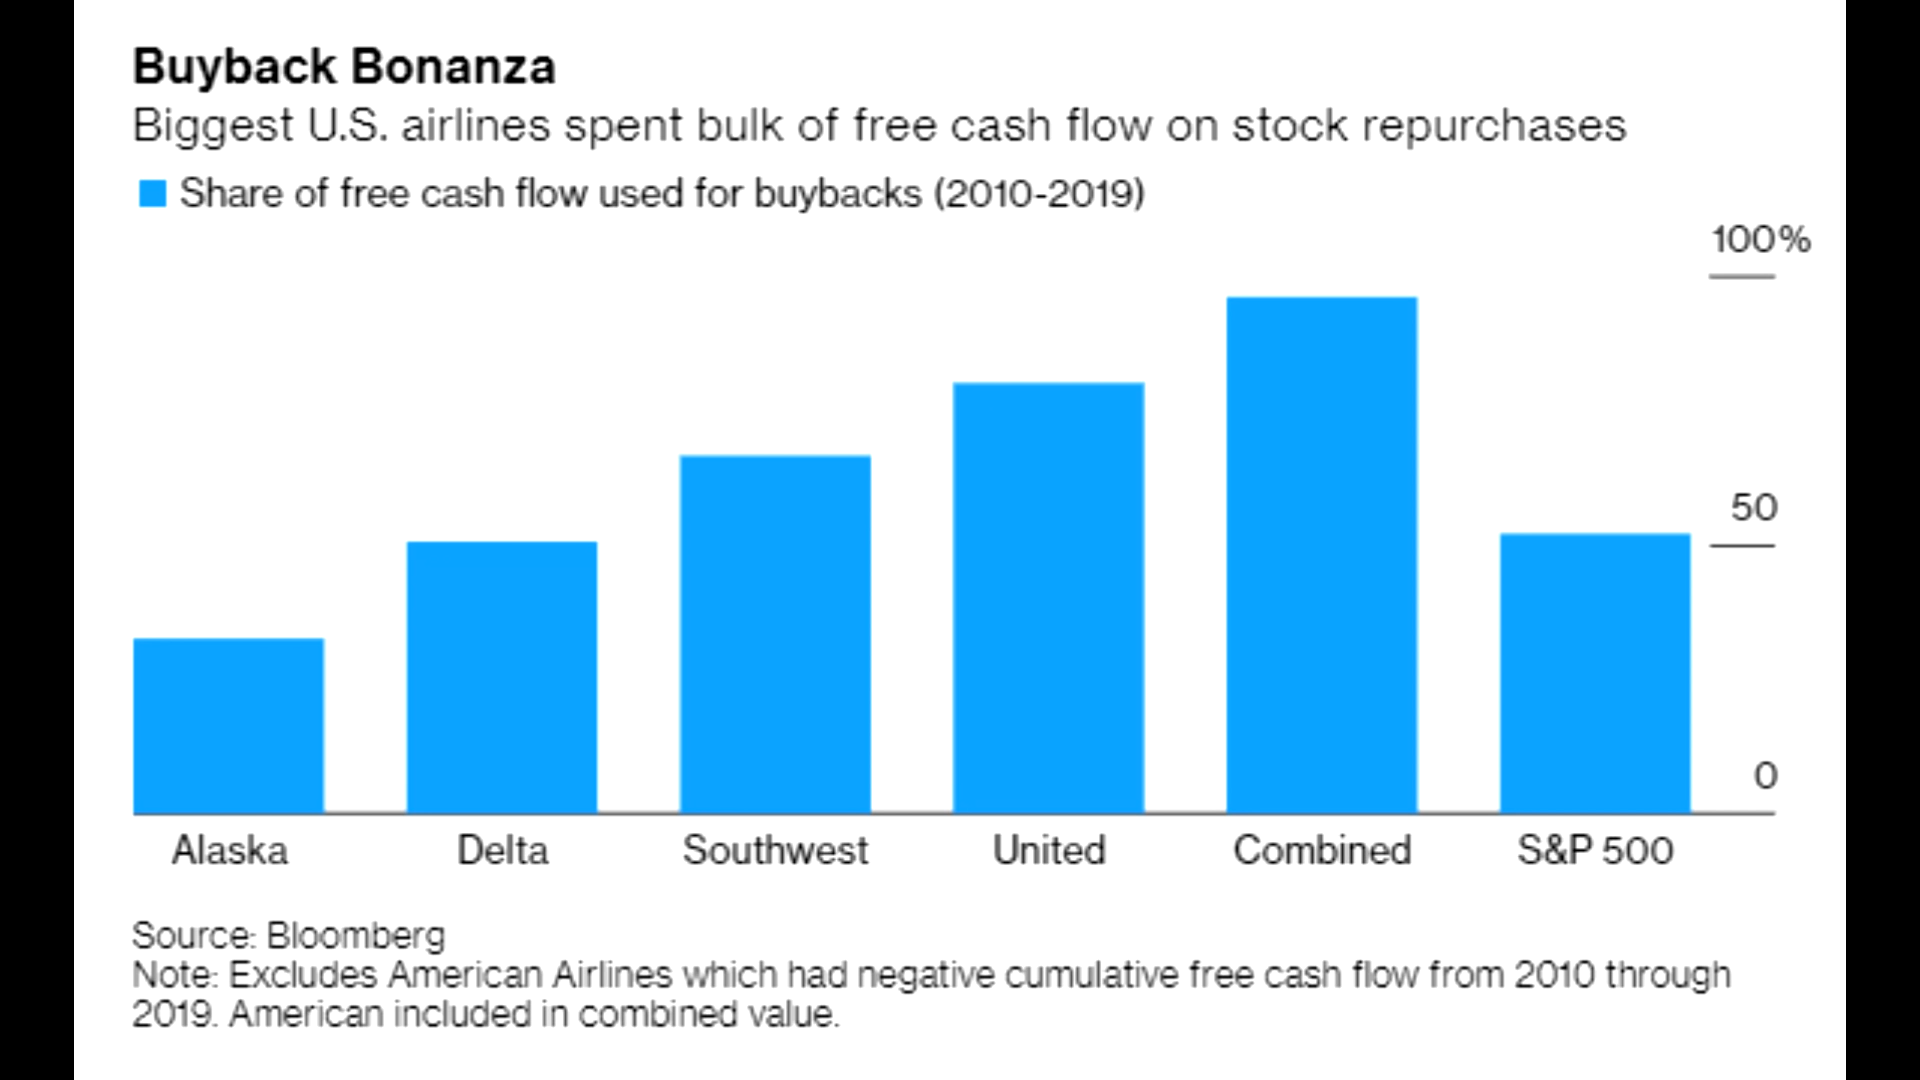 Buyback Bonanza
Biggest U.S. airlines spent bulk of free cash flow on stock repurchases
Share of free cash flow used for buybacks (2010-2019)
100%
50
0
Alaska Delta Southwest United Combined S&P 500
Source: Bloomberg
Note: Excludes American Airlines which had negative cumulative free cash flow from 2010 through
2019. American included in combined value.